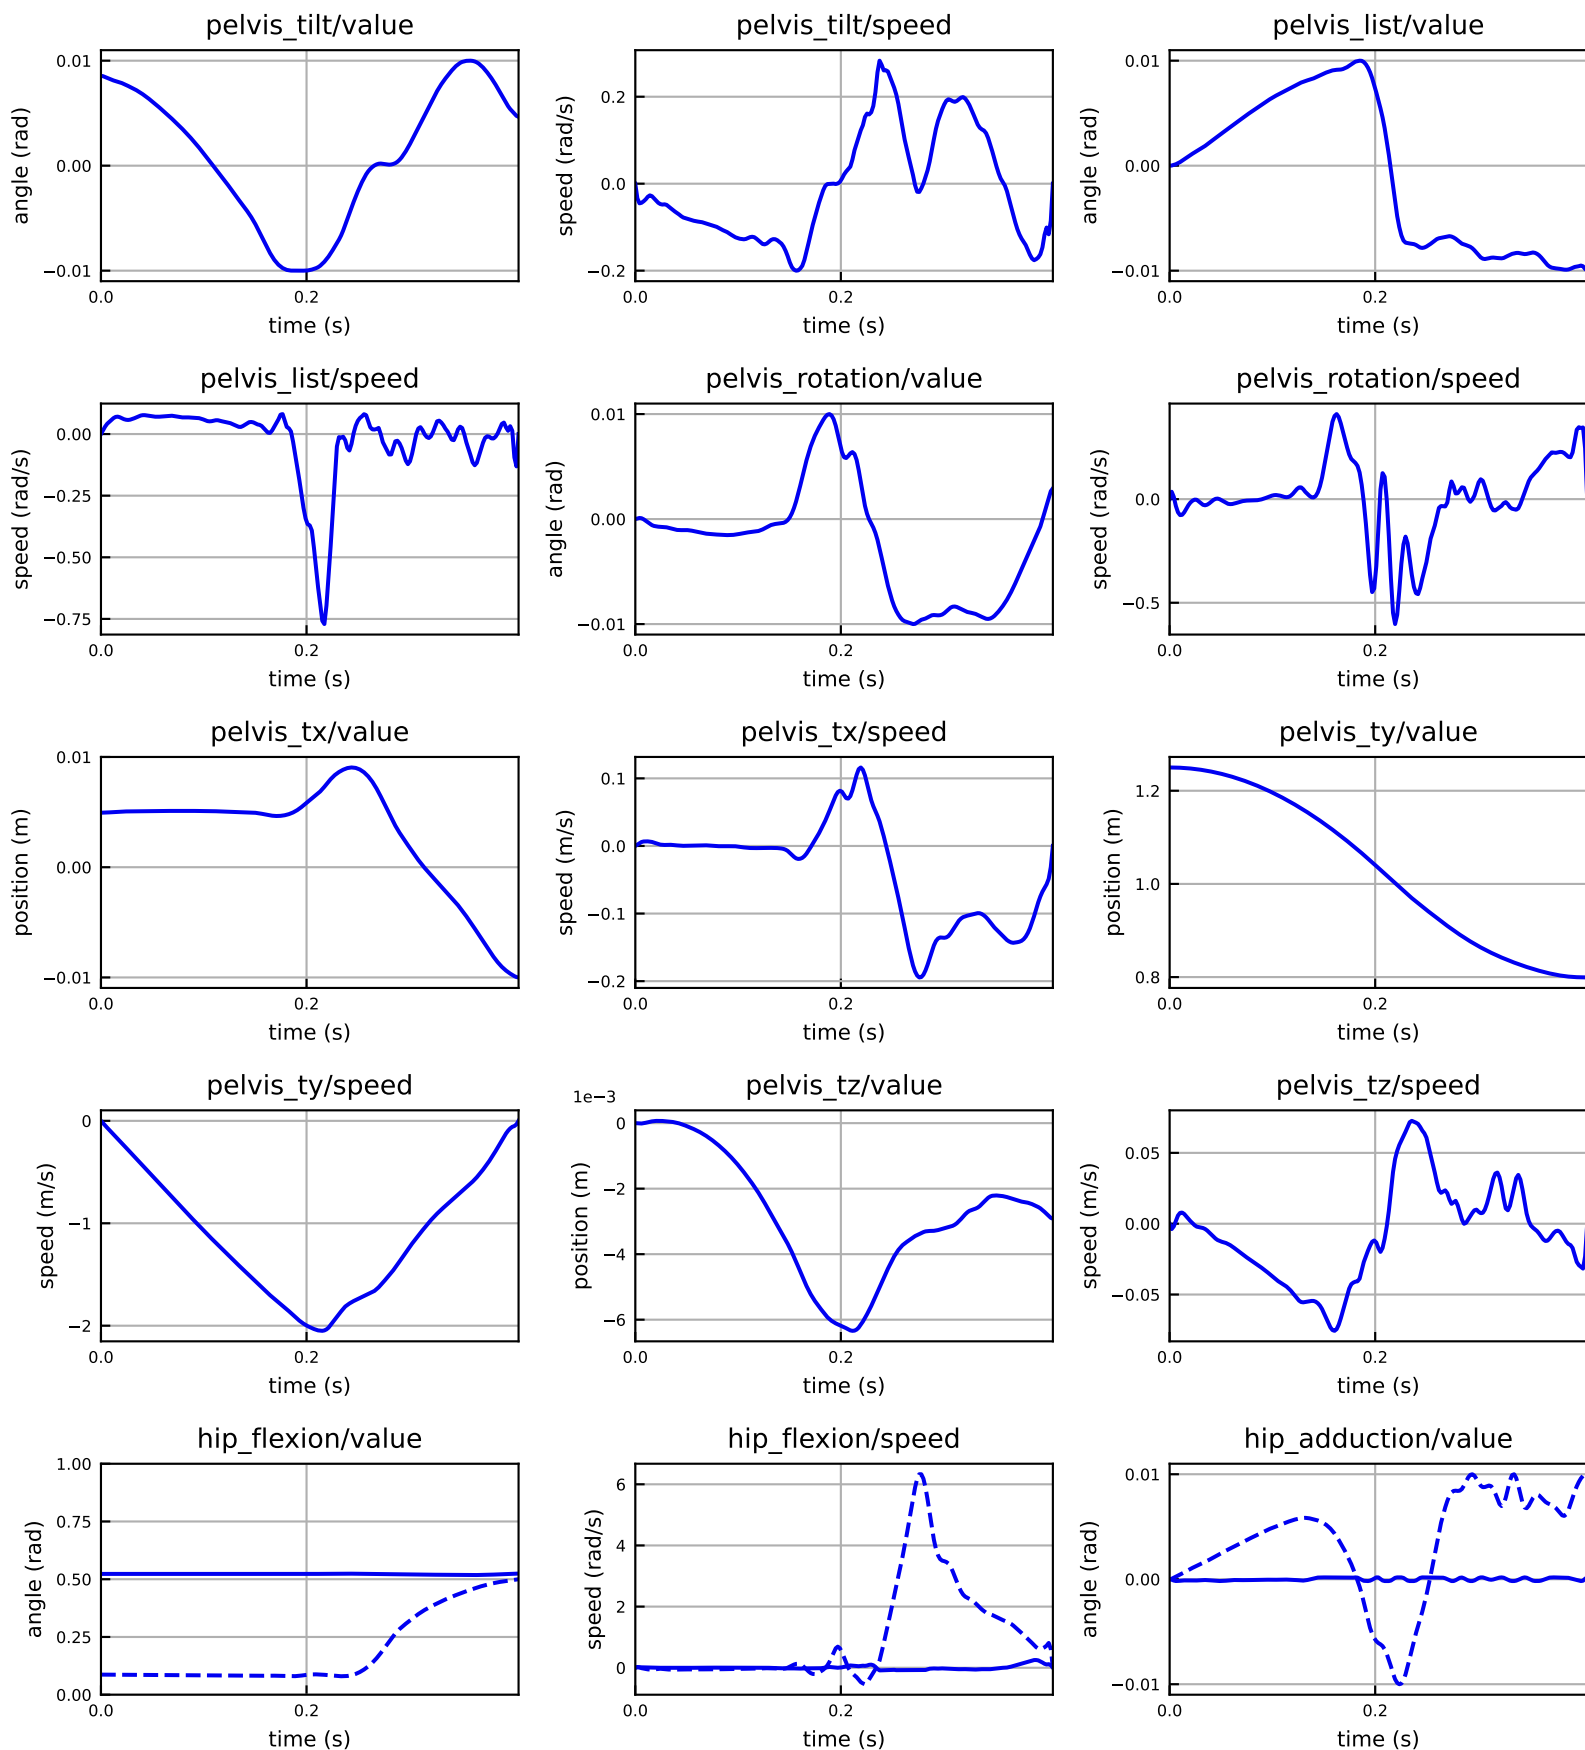 pelvis_tilt/value
pelvis_tilt/speed
pelvis_list/value
0.01
0.00
−0.01
angle (rad)
0.0
0.2
time (s)
0.2
0.0
−0.2
speed (rad/s)
0.0
0.2
time (s)
0.01
0.00
−0.01
angle (rad)
0.0
0.2
time (s)
pelvis_list/speed
pelvis_rotation/value
pelvis_rotation/speed
0.00
−0.25
−0.50
−0.75
speed (rad/s)
0.0
0.2
time (s)
0.01
0.00
−0.01
angle (rad)
0.0
0.2
time (s)
0.0
−0.5
speed (rad/s)
0.0
0.2
time (s)
pelvis_tx/value
pelvis_tx/speed
pelvis_ty/value
0.01
0.00
−0.01
position (m)
0.0
0.2
time (s)
0.1
0.0
−0.1
−0.2
speed (m/s)
0.0
0.2
time (s)
1.2
1.0
0.8
position (m)
0.0
0.2
time (s)
pelvis_ty/speed
pelvis_tz/value
pelvis_tz/speed
0
−1
−2
speed (m/s)
0.0
0.2
time (s)
1e−3
0
−2
−4
−6
position (m)
0.0
0.2
time (s)
0.05
0.00
−0.05
speed (m/s)
0.0
0.2
time (s)
hip_flexion/value
hip_flexion/speed
hip_adduction/value
1.00
0.75
0.50
0.25
0.00
angle (rad)
0.0
0.2
time (s)
6
4
2
0
speed (rad/s)
0.0
0.2
time (s)
0.01
0.00
−0.01
angle (rad)
0.0
0.2
time (s)